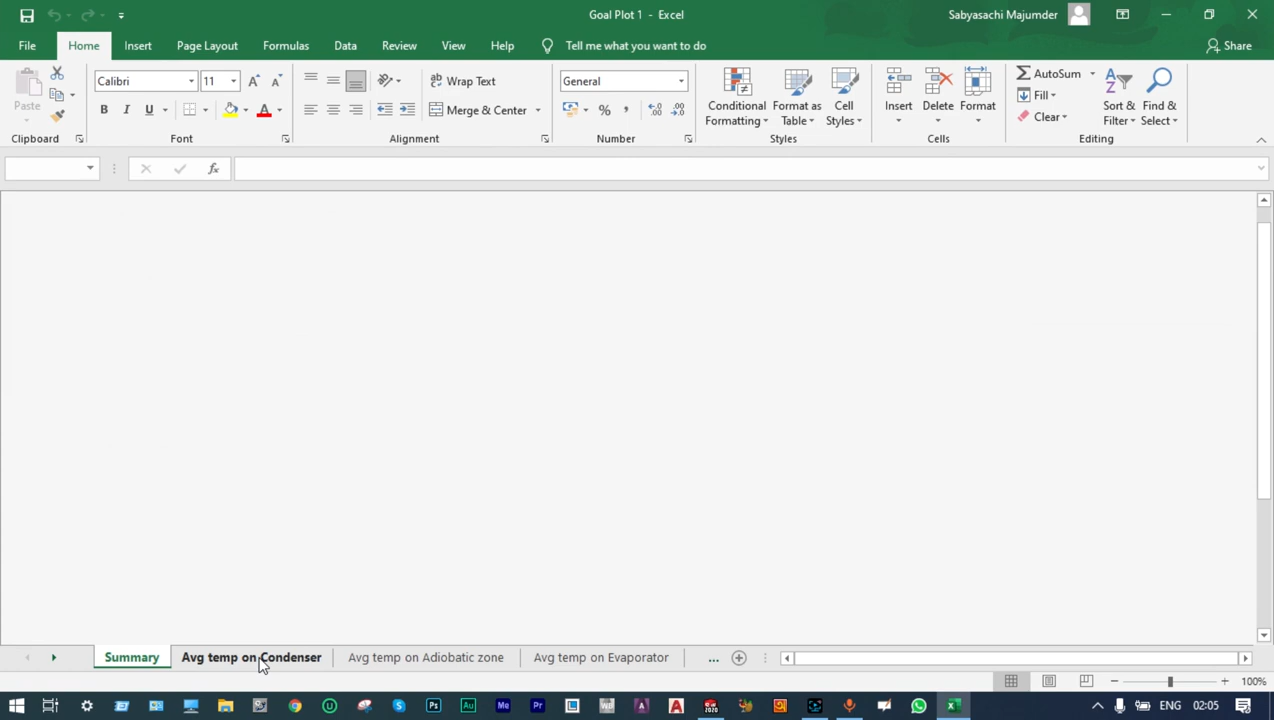 Goal Plot 1 - Excel
Sabyasachi Majumder
File Home Insert Page Layout Formulas Data Review View Help Tell me what you want to do Share
Paste
Calibri 11
B I U A
Wrap Text
Merge & Center
General
% ,
Conditional Formatting
Format as Table
Cell Styles
Insert
Delete
Format
AutoSum
Fill
Clear
Sort & Filter
Find & Select
Clipboard Font Alignment Number Styles Cells Editing
fx
Summary Avg temp on Condenser Avg temp on Adiobatic zone Avg temp on Evaporator ...
100%
ENG 02:05